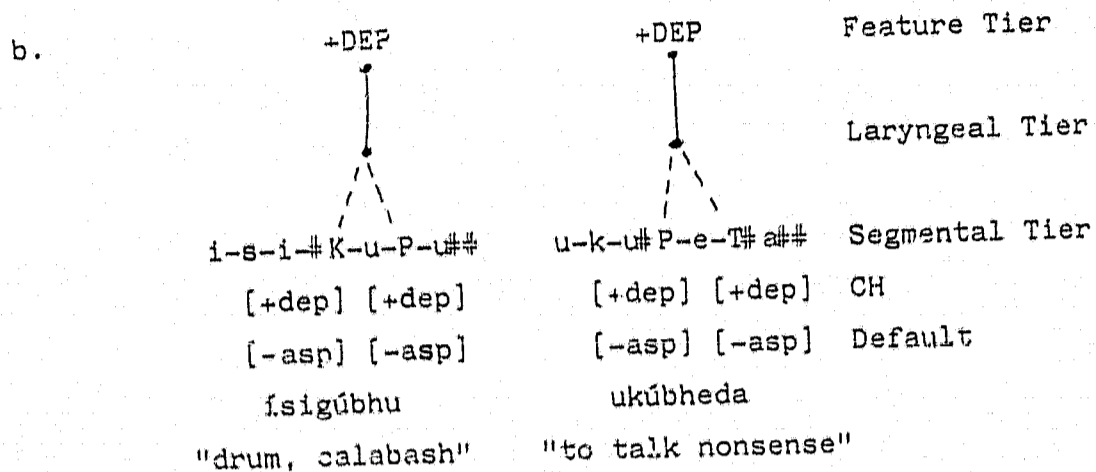 b. +DEP +DEP Feature Tier
Laryngeal Tier
i-s-i-# K-u-P-u## u-k-u# P-e-T# a## Segmental Tier
[+dep] [+dep] [+dep] [+dep] CH
[-asp] [-asp] [-asp] [-asp] Default
ísigúbhu ukúbheda
"drum, calabash" "to talk nonsense"